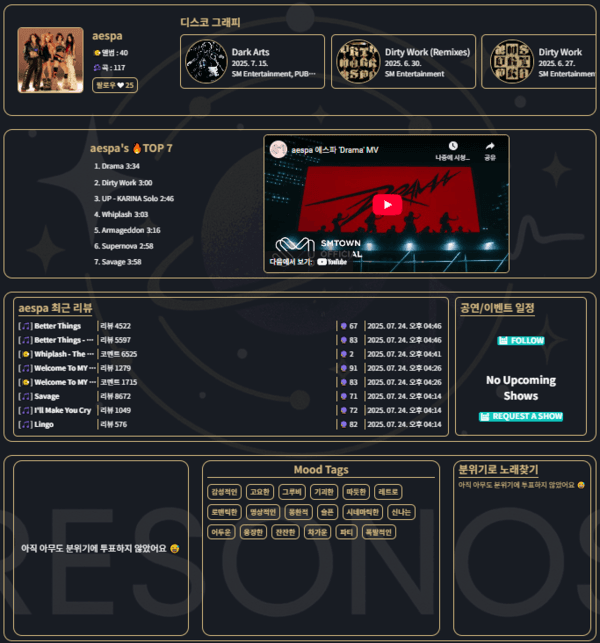 aespa
앨범 : 40
곡 : 117
팔로우 25
디스코 그래피
Dark Arts
2025. 7. 15.
SM Entertainment, PUB…
Dirty Work (Remixes)
2025. 6. 30.
SM Entertainment
Dirty Work
2025. 6. 27.
SM Entertainment
aespa's 🔥TOP 7
1. Drama 3:34
2. Dirty Work 3:00
3. UP - KARINA Solo 2:46
4. Whiplash 3:03
5. Armageddon 3:16
6. Supernova 2:58
7. Savage 3:58
aespa 에스파 'Drama' MV
나중에 시청...
공유
SMTOWN
OFFICIAL
다음에서 보기: YouTube
aespa 최근 리뷰
[🎵] Better Things 리뷰 4522 67 2025. 07. 24. 오후 04:46
[🎵] Better Things - … 리뷰 5597 83 2025. 07. 24. 오후 04:46
[📀] Whiplash - The … 코멘트 6525 2 2025. 07. 24. 오후 04:41
[🎵] Welcome To MY … 리뷰 1279 91 2025. 07. 24. 오후 04:26
[📀] Welcome To MY … 코멘트 1715 83 2025. 07. 24. 오후 04:26
[🎵] Savage 리뷰 8672 71 2025. 07. 24. 오후 04:14
[🎵] I'll Make You Cry 리뷰 1049 72 2025. 07. 24. 오후 04:14
[🎵] Lingo 리뷰 576 82 2025. 07. 24. 오후 04:14
공연/이벤트 일정
FOLLOW
No Upcoming
Shows
REQUEST A SHOW
아직 아무도 분위기에 투표하지 않았어요 😅
Mood Tags
감성적인 고요한 그루비 기괴한 따듯한 레트로
로맨틱한 명상적인 몽환적 슬픈 시네마틱한 신나는
어두운 웅장한 잔잔한 차가운 파티 폭발적인
분위기로 노래찾기
아직 아무도 분위기에 투표하지 않았어요 😅
RESONOS